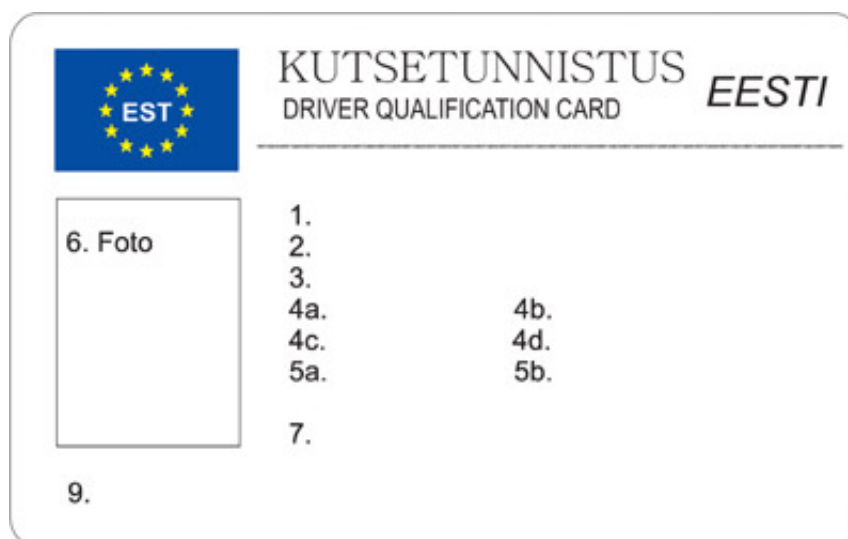 EST
KUTSETUNNISTUS
EESTI
DRIVER QUALIFICATION CARD
6. Foto
1.
2.
3.
4a. 4b.
4c. 4d.
5a. 5b.
7.
9.